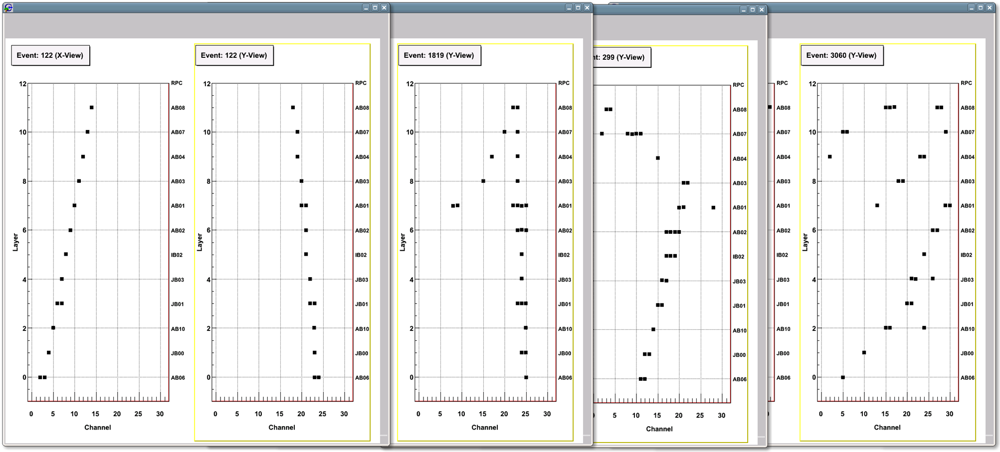 Event: 122 (X-View)
12
10
8
6
4
2
0
Layer
RPC
AB08
AB07
AB04
AB03
AB01
AB02
IB02
JB03
JB01
AB10
JB00
AB06
0 5 10 15 20 25 30
Channel
Event: 122 (Y-View)
12
10
8
6
4
2
0
Layer
RPC
AB08
AB07
AB04
AB03
AB01
AB02
IB02
JB03
JB01
AB10
JB00
AB06
0 5 10 15 20 25 30
Channel
Event: 1819 (Y-View)
12
10
8
6
4
2
0
Layer
RPC
AB08
AB07
AB04
AB03
AB01
AB02
IB02
JB03
JB01
AB10
JB00
AB06
0 5 10 15 20 25 30
Channel
nt: 299 (Y-View)
RPC
AB08
AB07
AB04
AB03
AB01
AB02
IB02
JB03
JB01
AB10
JB00
AB06
5 10 15 20 25 30
Channel
RPC
AB08
AB07
AB04
AB03
AB01
AB02
IB02
JB03
JB01
AB10
JB00
AB06
Event: 3060 (Y-View)
12
10
8
6
4
2
0
Layer
RPC
AB08
AB07
AB04
AB03
AB01
AB02
IB02
JB03
JB01
AB10
JB00
AB06
0 5 10 15 20 25 30
Channel